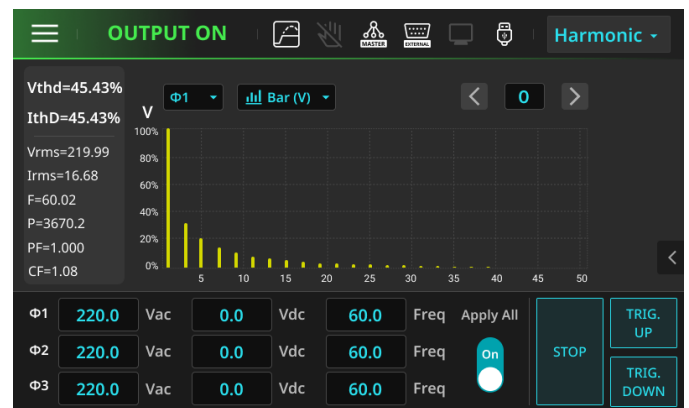 OUTPUT ON MASTER EXTERNAL Harmonic
Vthd=45.43%
IthD=45.43%
Vrms=219.99
Irms=16.68
F=60.02
P=3670.2
PF=1.000
CF=1.08
Φ1 Bar (V) 0
V
100%
80%
60%
40%
20%
0%
5 10 15 20 25 30 35 40 45 50
Φ1 220.0 Vac 0.0 Vdc 60.0 Freq Apply All
Φ2 220.0 Vac 0.0 Vdc 60.0 Freq On
Φ3 220.0 Vac 0.0 Vdc 60.0 Freq
STOP
TRIG.
UP
TRIG.
DOWN